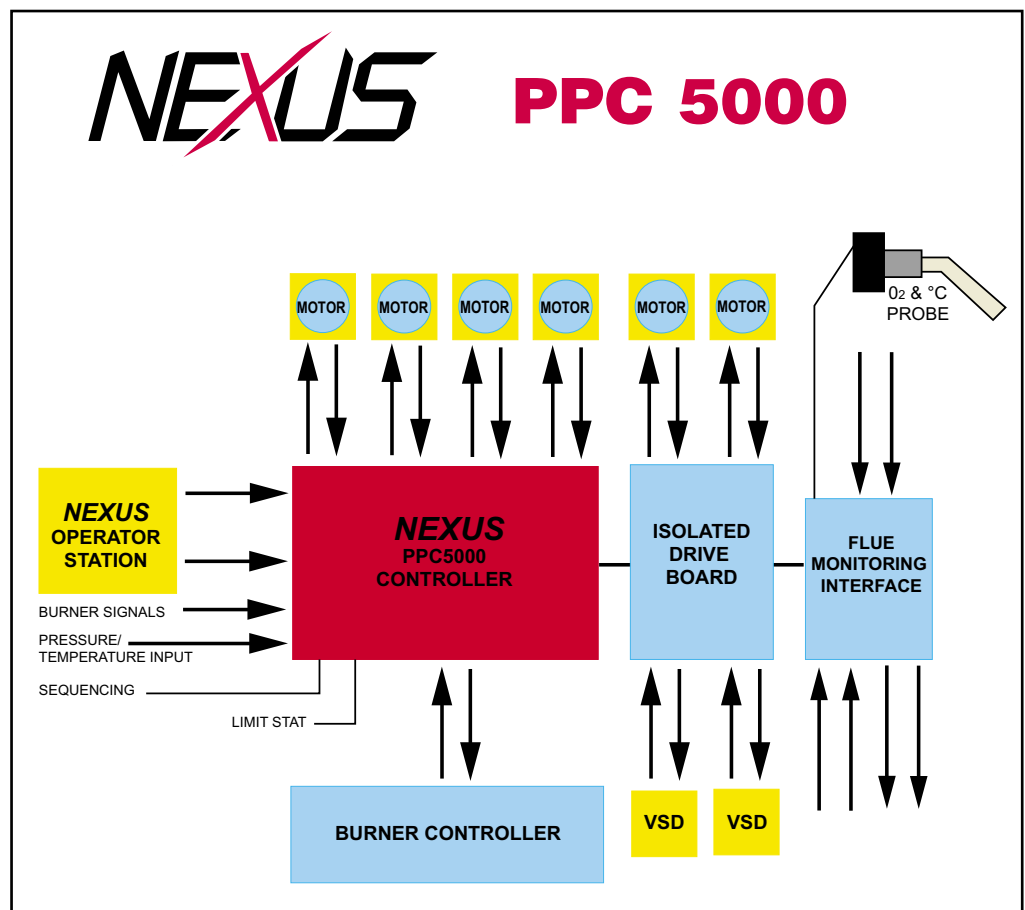 NEXUS PPC 5000
02 & °C
PROBE
MOTOR MOTOR MOTOR MOTOR MOTOR MOTOR
NEXUS
OPERATOR
STATION
NEXUS
PPC5000
CONTROLLER
ISOLATED
DRIVE
BOARD
FLUE
MONITORING
INTERFACE
BURNER SIGNALS
PRESSURE/
TEMPERATURE INPUT
SEQUENCING
LIMIT STAT
BURNER CONTROLLER
VSD VSD